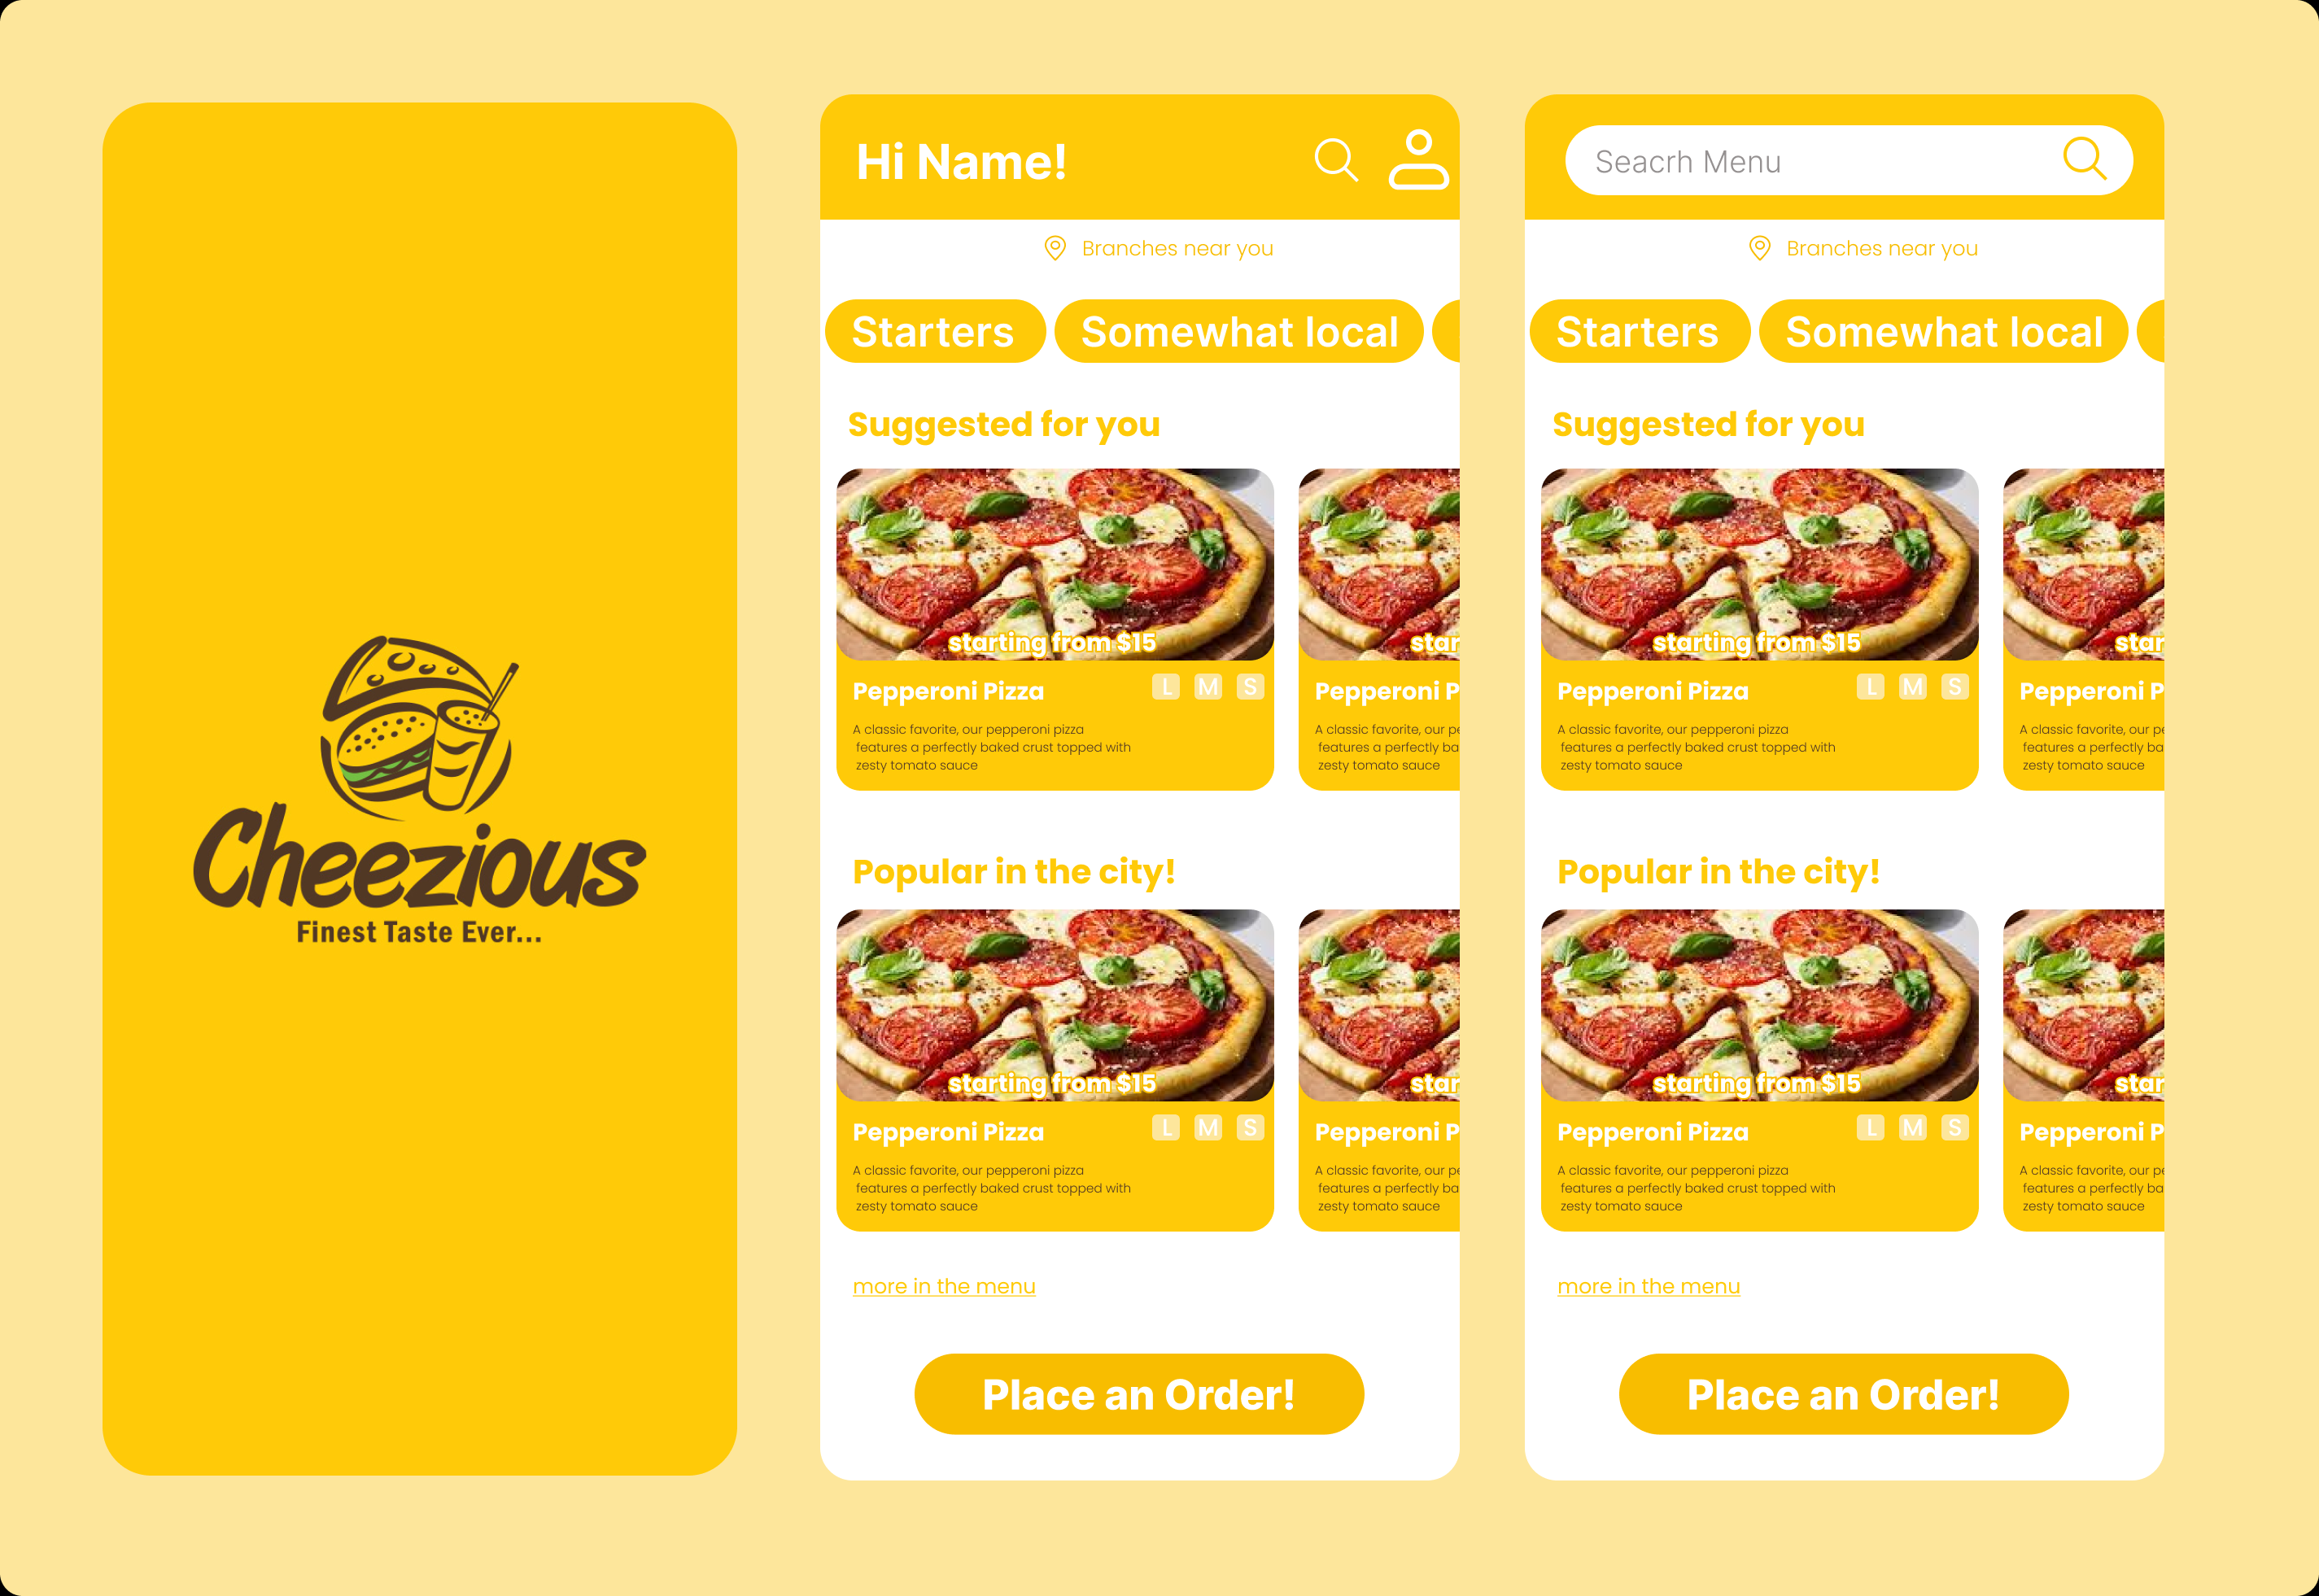 Cheezious
Finest Taste Ever...
Hi Name!
Branches near you
Starters
Somewhat local
Suggested for you
starting from $15
star
Pepperoni Pizza
L M S
Pepperoni P
A classic favorite, our pepperoni pizza
features a perfectly baked crust topped with
zesty tomato sauce
A classic favorite, our pe
features a perfectly ba
zesty tomato sauce
Popular in the city!
starting from $15
star
Pepperoni Pizza
L M S
Pepperoni P
A classic favorite, our pepperoni pizza
features a perfectly baked crust topped with
zesty tomato sauce
A classic favorite, our pe
features a perfectly ba
zesty tomato sauce
more in the menu
Place an Order!
Seacrh Menu
Branches near you
Starters
Somewhat local
Suggested for you
starting from $15
star
Pepperoni Pizza
L M S
Pepperoni P
A classic favorite, our pepperoni pizza
features a perfectly baked crust topped with
zesty tomato sauce
A classic favorite, our pe
features a perfectly ba
zesty tomato sauce
Popular in the city!
starting from $15
star
Pepperoni Pizza
L M S
Pepperoni P
A classic favorite, our pepperoni pizza
features a perfectly baked crust topped with
zesty tomato sauce
A classic favorite, our pe
features a perfectly ba
zesty tomato sauce
more in the menu
Place an Order!